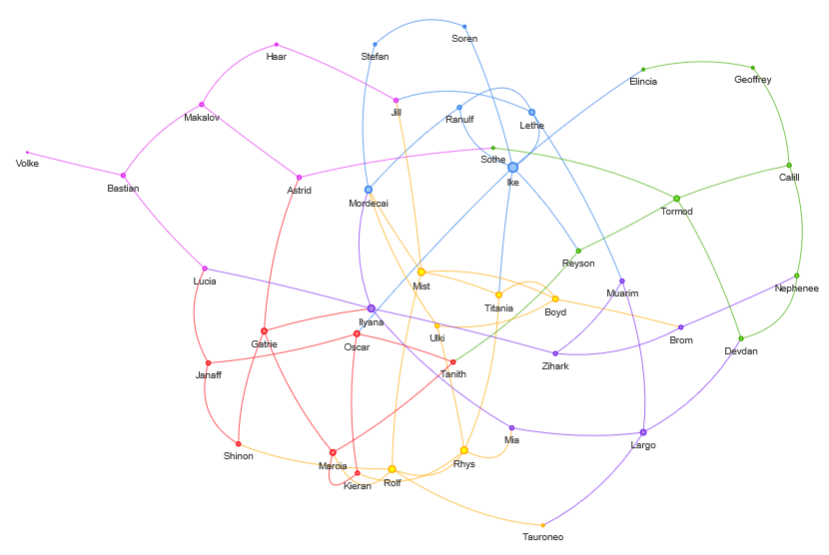 Soren
Stefan
Haar
Elincia
Geoffrey
Jill
Makalov
Ranulf
Lethe
Sothe
Volke
Calill
Ike
Bastian
Astrid
Mordecai
Tormod
Reyson
Lucia
Mist
Nephenee
Muarim
Titania
Boyd
Ilyana
Ulki
Brom
Gatrie
Oscar
Devdan
Zihark
Janaff
Tanith
Mia
Largo
Shinon
Marcia
Rhys
Kieran
Rolf
Tauroneo